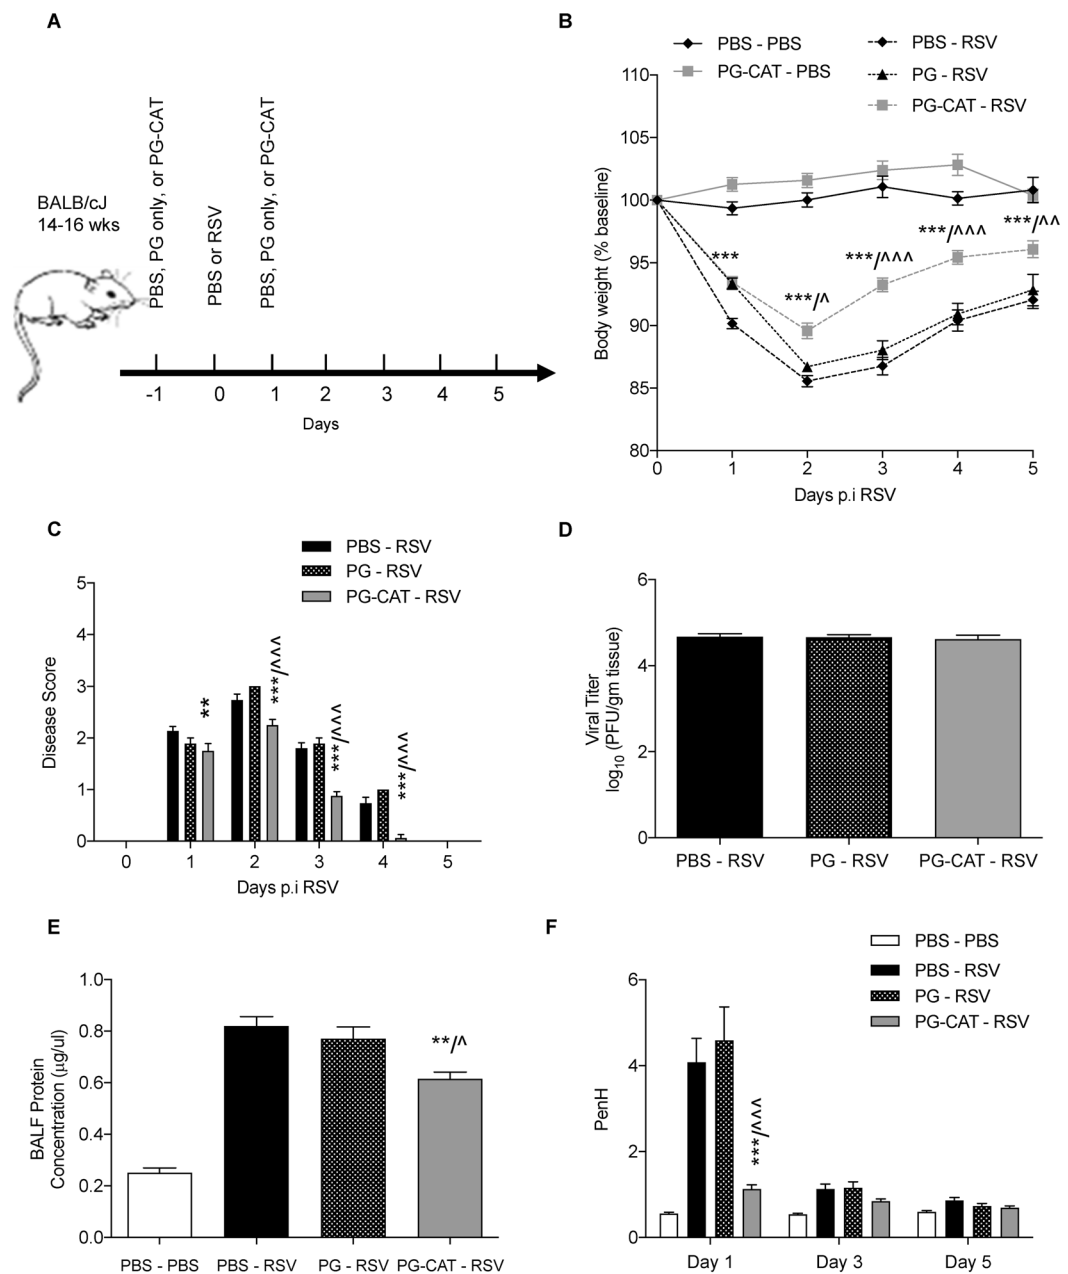 A
BALB/cJ
14-16 wks
PBS, PG only, or PG-CAT
PBS or RSV
PBS, PG only, or PG-CAT
-1 0 1 2 3 4 5
Days
B
PBS - PBS
PG-CAT - PBS
PBS - RSV
PG - RSV
PG-CAT - RSV
Body weight (% baseline)
110
105
100
95
90
85
80
***
***/^
***/^^^
***/^^^
***/^^
0 1 2 3 4 5
Days p.i RSV
C
PBS - RSV
PG - RSV
PG-CAT - RSV
Disease Score
5
4
3
2
1
0
**
***/^^^
***/^^^
***/^^^
0 1 2 3 4 5
Days p.i RSV
D
Viral Titer
log10 (PFU/gm tissue)
6
4
2
0
PBS - RSV PG - RSV PG-CAT - RSV
E
BALF Protein
Concentration (µg/ul)
1.0
0.8
0.6
0.4
0.2
0.0
**/^
PBS - PBS PBS - RSV PG - RSV PG-CAT - RSV
F
PBS - PBS
PBS - RSV
PG - RSV
PG-CAT - RSV
PenH
6
4
2
0
***/^^^
Day 1 Day 3 Day 5